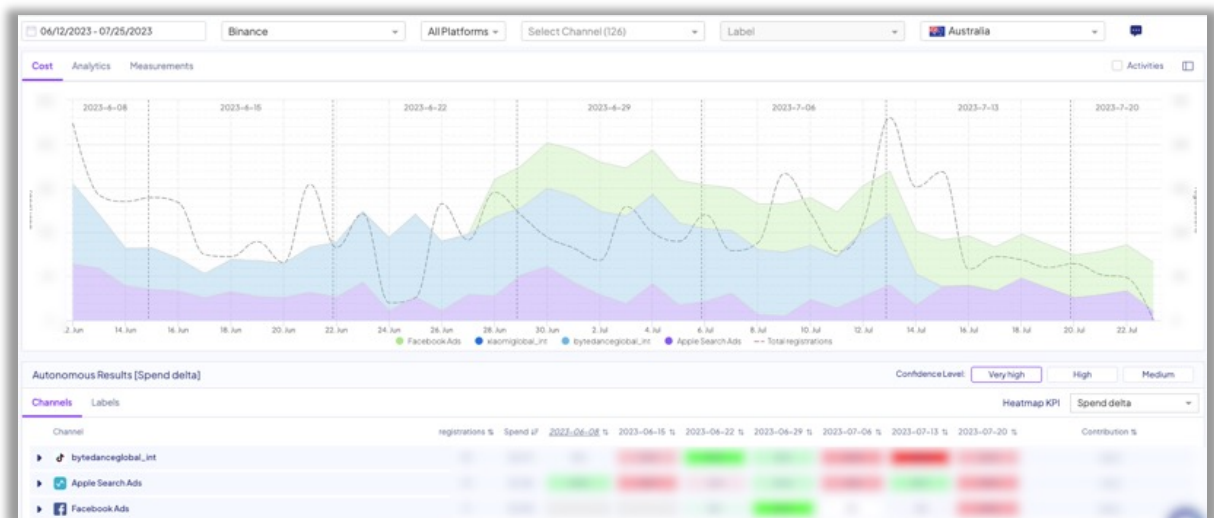 06/12/2023 - 07/25/2023 Binance All Platforms Select Channel (126) Label Australia
Cost Analytics Measurements Activities
2023-6-08 2023-6-15 2023-6-22 2023-6-29 2023-7-06 2023-7-13 2023-7-20
2. Jun 14. Jun 16. Jun 18. Jun 20. Jun 22. Jun 24. Jun 26. Jun 28. Jun 30. Jun 2. Jul 4. Jul 6. Jul 8. Jul 10. Jul 12. Jul 14. Jul 16. Jul 18. Jul 20. Jul 22. Jul
Facebook Ads xiaomiglobal_int bytedanceglobal_int Apple Search Ads Total registrations
Autonomous Results [Spend delta] Confidence Level: Very high High Medium
Channels Labels Heatmap KPI Spend delta
Channel registrations Spend 2023-06-08 2023-06-15 2023-06-22 2023-06-29 2023-07-06 2023-07-13 2023-07-20 Contribution
bytedanceglobal_int
Apple Search Ads
Facebook Ads